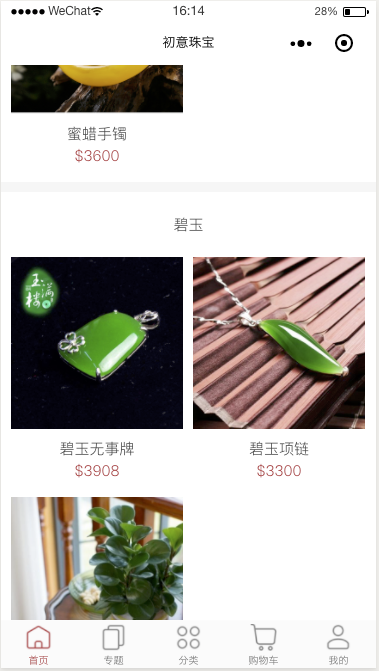 WeChat 16:14 28%
初意珠宝
蜜蜡手镯
$3600
碧玉
玉满楼
碧玉无事牌
碧玉项链
$3908
$3300
首页 专题 分类 购物车 我的